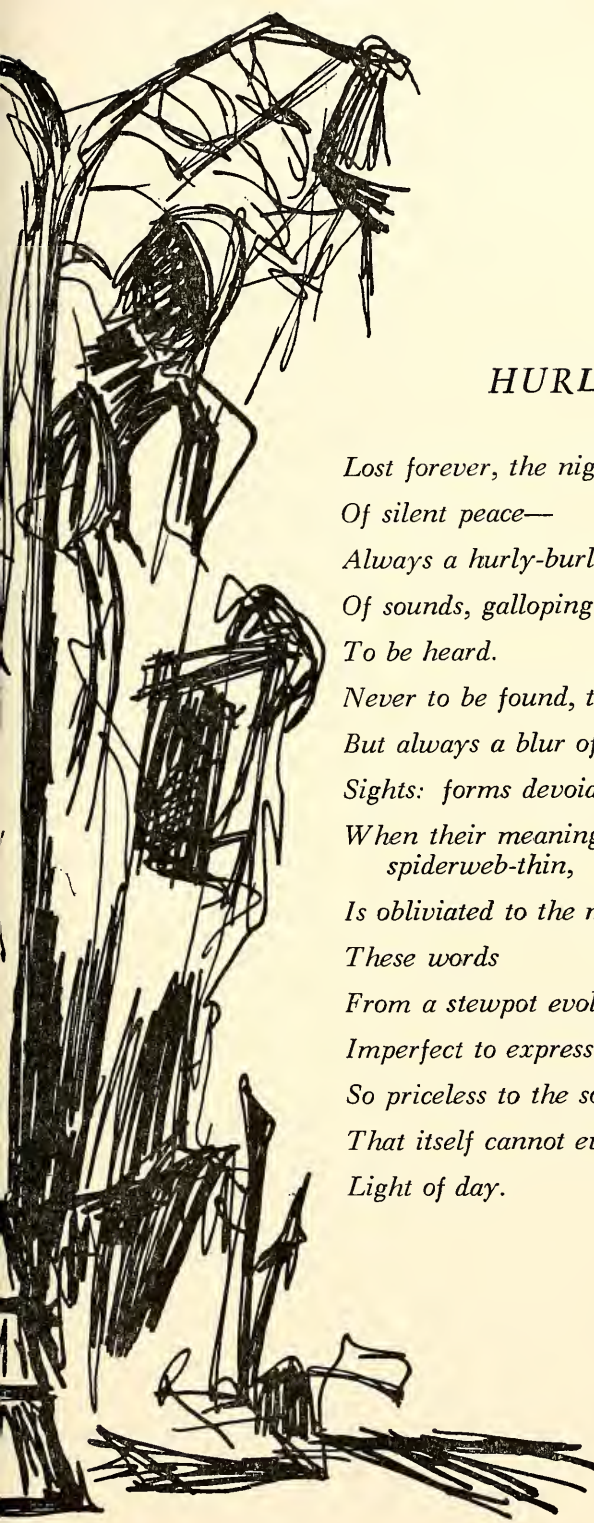 HURL
Lost forever, the nig
Of silent peace—
Always a hurly-burl
Of sounds, galloping
To be heard.
Never to be found, t
But always a blur of
Sights: forms devoid
When their meaning
spiderweb-thin,
Is obliviated to the n
These words
From a stewpot evol
Imperfect to express
So priceless to the so
That itself cannot ev
Light of day.